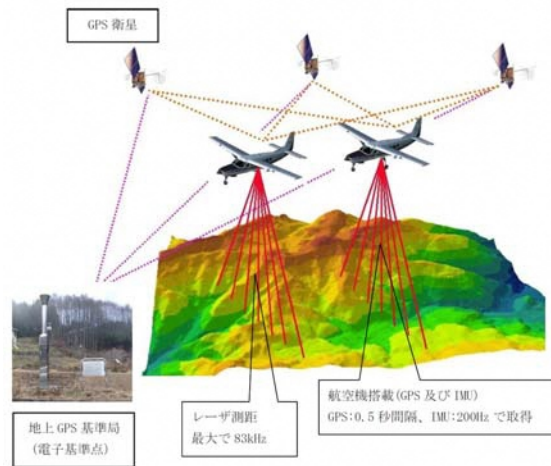 GPS 衛星
レーザ測距
最大で 83kHz
航空機搭載(GPS 及び IMU)
GPS:0.5 秒間隔、IMU:200Hz で取得
地上 GPS 基準局
(電子基準点)